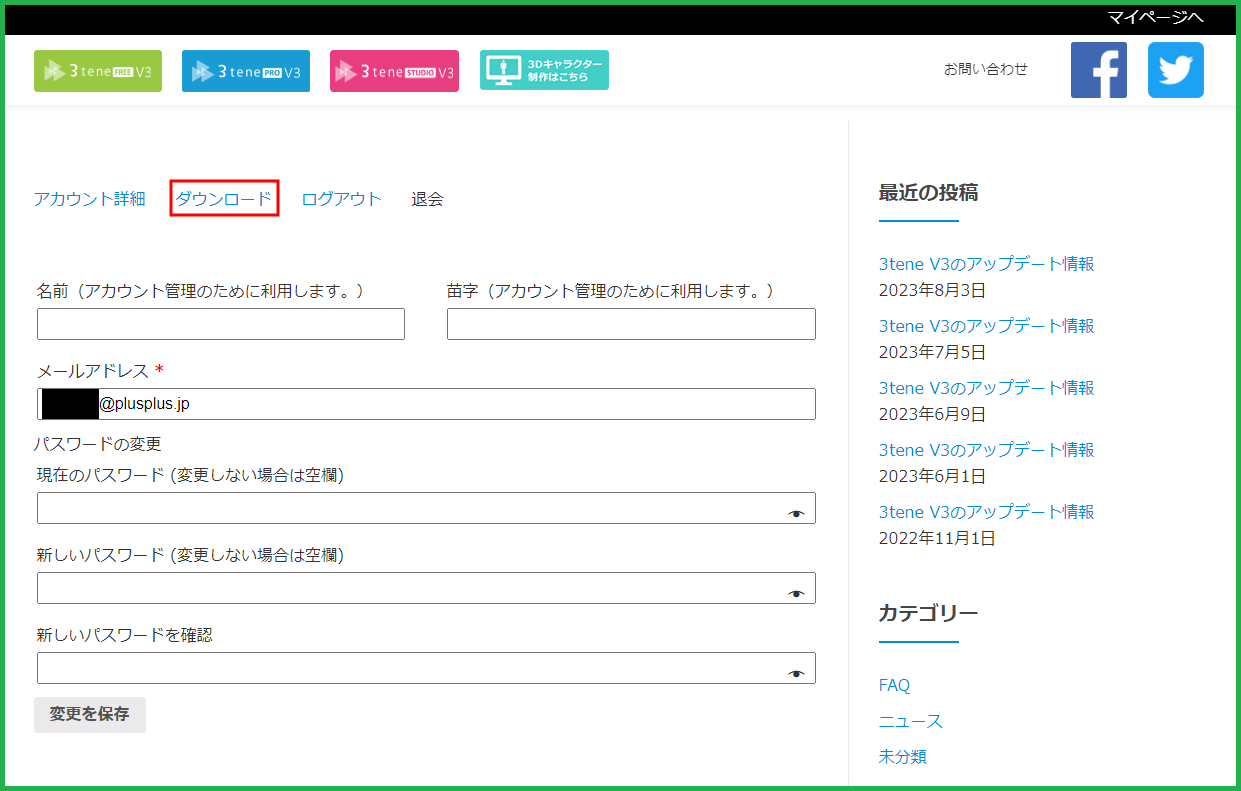 マイページへ
3tene FREE V3
3tene PRO V3
3tene STUDIO V3
3Dキャラクター
制作はこちら
お問い合わせ
アカウント詳細 ダウンロード ログアウト 退会
名前（アカウント管理のために利用します。）
苗字（アカウント管理のために利用します。）
メールアドレス *
@plusplus.jp
パスワードの変更
現在のパスワード (変更しない場合は空欄)
新しいパスワード (変更しない場合は空欄)
新しいパスワードを確認
変更を保存
最近の投稿
3tene V3のアップデート情報
2023年8月3日
3tene V3のアップデート情報
2023年7月5日
3tene V3のアップデート情報
2023年6月9日
3tene V3のアップデート情報
2023年6月1日
3tene V3のアップデート情報
2022年11月1日
カテゴリー
FAQ
ニュース
未分類